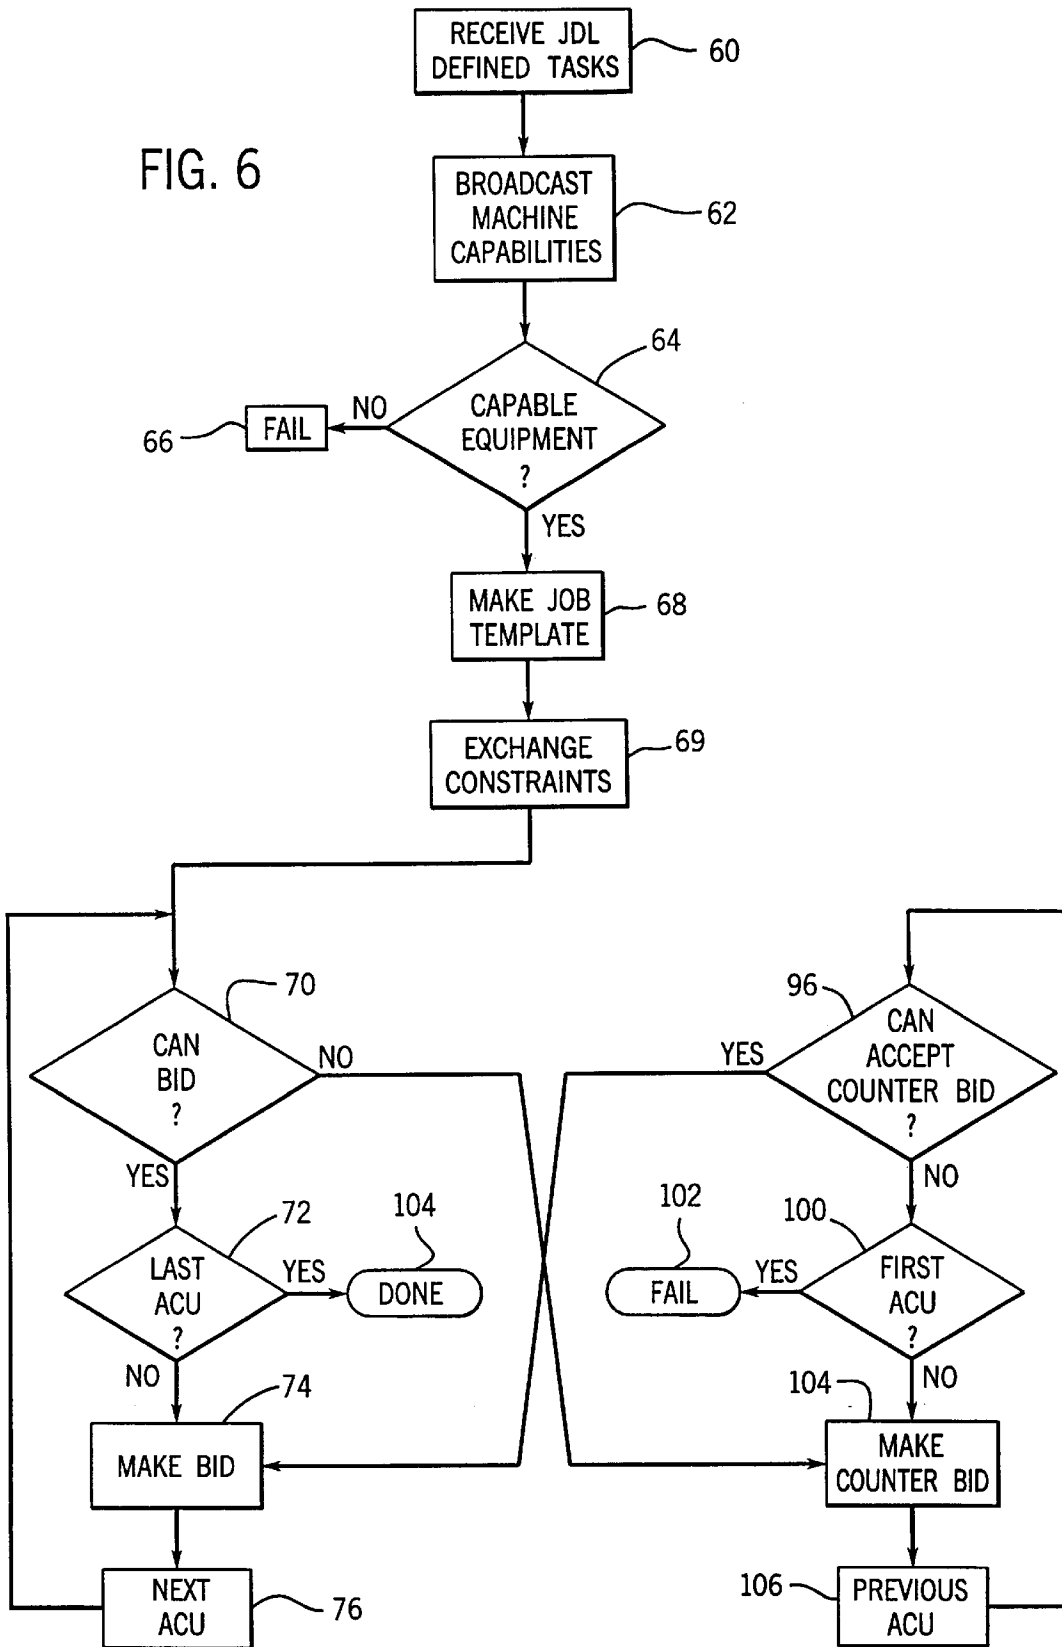 RECEIVE JDL
DEFINED TASKS
60
FIG. 6
BROADCAST
MACHINE
CAPABILITIES
62
64
CAPABLE
EQUIPMENT
?
NO
FAIL
66
YES
MAKE JOB
TEMPLATE
68
EXCHANGE
CONSTRAINTS
69
70
CAN
BID
?
NO
YES
72
LAST
ACU
?
YES
104
DONE
NO
74
MAKE BID
NEXT
ACU
76
96
CAN
ACCEPT
COUNTER BID
?
YES
NO
102
100
FIRST
ACU
?
YES
FAIL
NO
104
MAKE
COUNTER BID
106
PREVIOUS
ACU